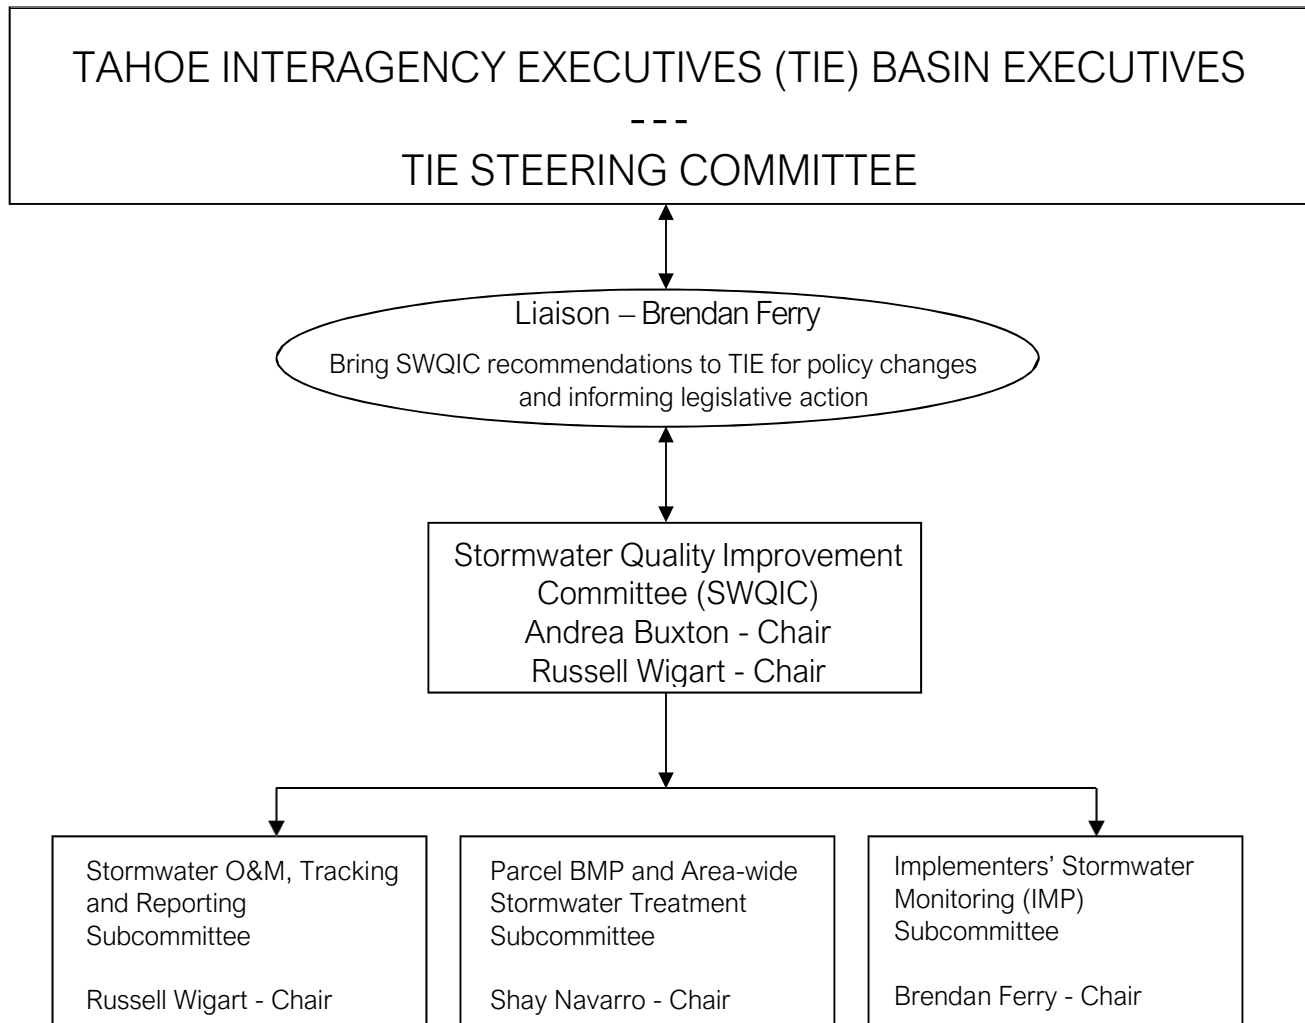 TAHOE INTERAGENCY EXECUTIVES (TIE) BASIN EXECUTIVES
---
TIE STEERING COMMITTEE
Liaison – Brendan Ferry
Bring SWQIC recommendations to TIE for policy changes
and informing legislative action
Stormwater Quality Improvement
Committee (SWQIC)
Andrea Buxton - Chair
Russell Wigart - Chair
Stormwater O&M, Tracking
and Reporting
Subcommittee
Russell Wigart - Chair
Parcel BMP and Area-wide
Stormwater Treatment
Subcommittee
Shay Navarro - Chair
Implementers’ Stormwater
Monitoring (IMP)
Subcommittee
Brendan Ferry - Chair